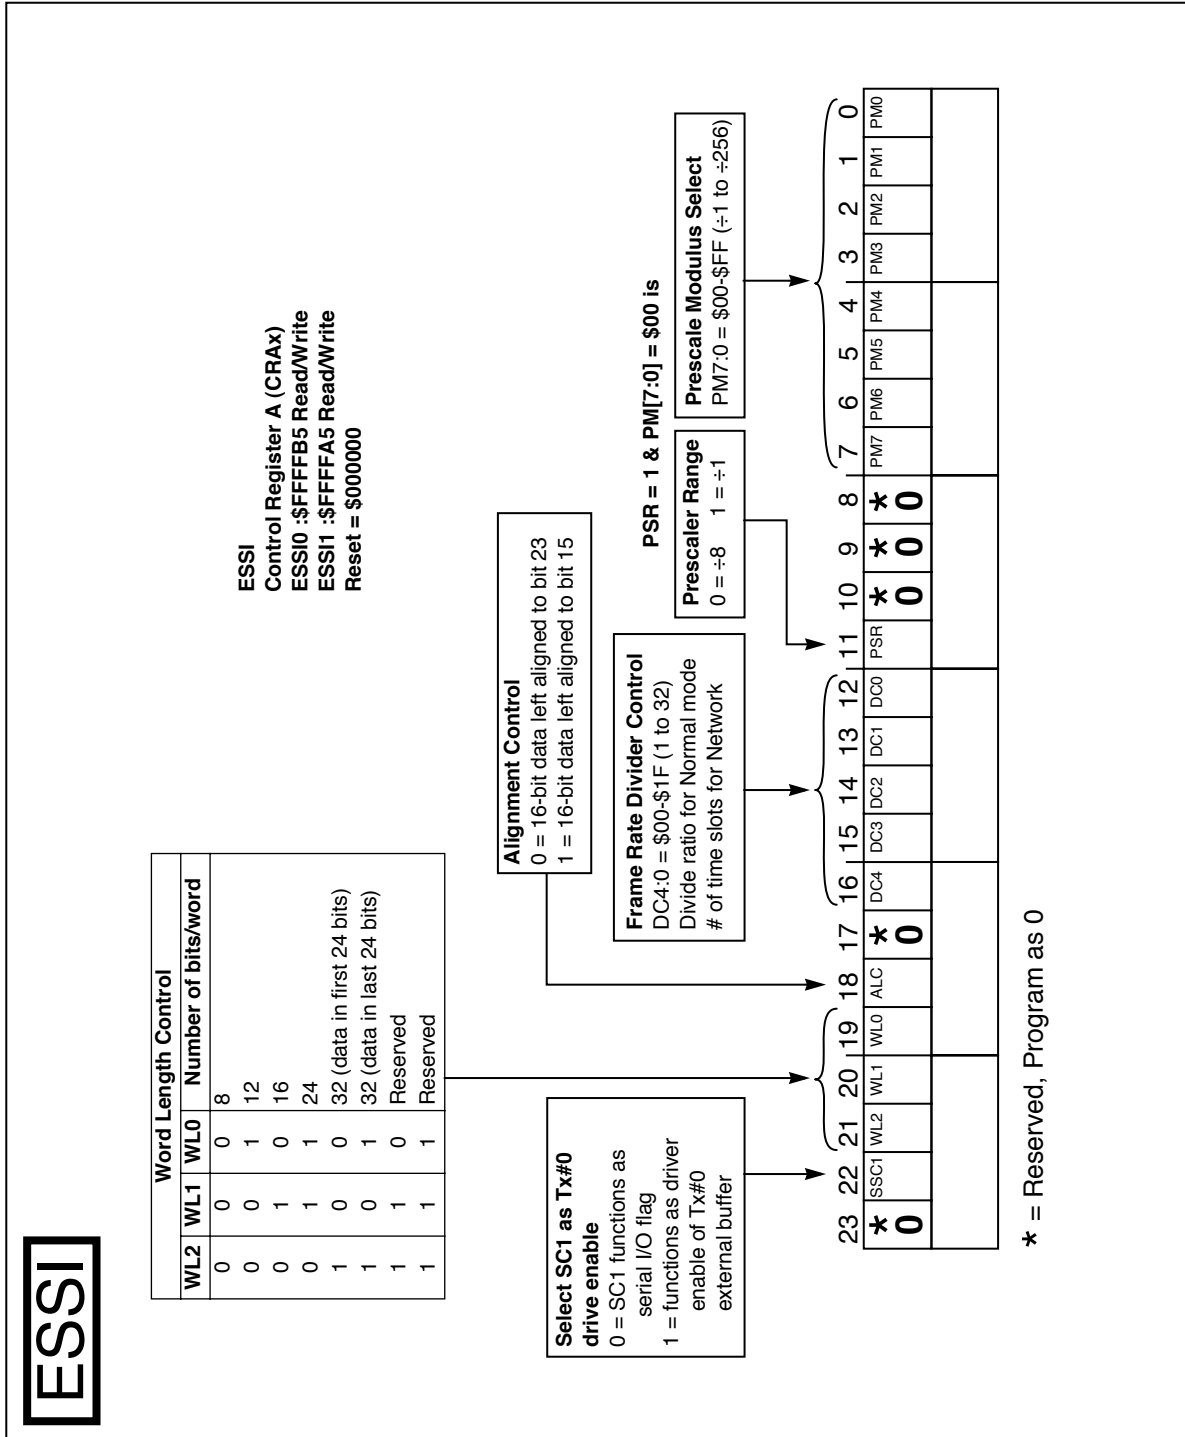 ESSI
ESSI
Control Register A (CRAx)
ESSI0 :$FFFFB5 Read/Write
ESSI1 :$FFFFA5 Read/Write
Reset = $000000
Word Length Control
WL2 WL1 WL0 Number of bits/word
0 0 0 8
0 0 1 12
0 1 0 16
0 1 1 24
1 0 0 32 (data in first 24 bits)
1 0 1 32 (data in last 24 bits)
1 1 0 Reserved
1 1 1 Reserved
Alignment Control
0 = 16-bit data left aligned to bit 23
1 = 16-bit data left aligned to bit 15
Select SC1 as Tx#0
drive enable
0 = SC1 functions as
serial I/O flag
1 = functions as driver
enable of Tx#0
external buffer
Frame Rate Divider Control
DC4:0 = $00-$1F (1 to 32)
Divide ratio for Normal mode
# of time slots for Network
PSR = 1 & PM[7:0] = $00 is
Prescaler Range
0 = ÷8 1 = ÷1
Prescale Modulus Select
PM7:0 = $00-$FF (÷1 to ÷256)
23 22 21 20 19 18 17 16 15 14 13 12 11 10 9 8 7 6 5 4 3 2 1 0
* SSC1 WL2 WL1 WL0 ALC * DC4 DC3 DC2 DC1 DC0 PSR * * * PM7 PM6 PM5 PM4 PM3 PM2 PM1 PM0
0 0 0 0 0
* = Reserved, Program as 0